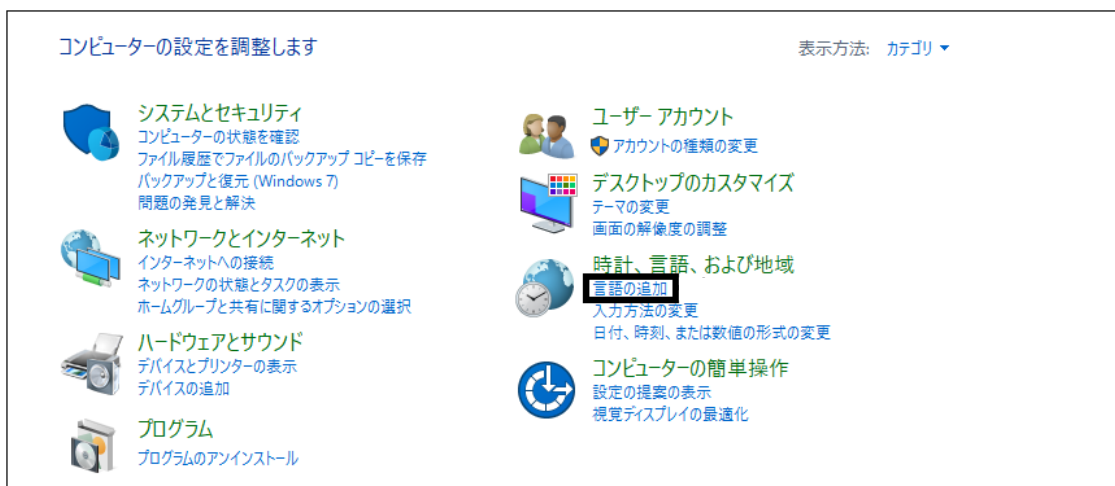 コンピューターの設定を調整します
表示方法: カテゴリ
システムとセキュリティ
コンピューターの状態を確認
ファイル履歴でファイルのバックアップ コピーを保存
バックアップと復元 (Windows 7)
問題の発見と解決
ネットワークとインターネット
インターネットへの接続
ネットワークの状態とタスクの表示
ホームグループと共有に関するオプションの選択
ハードウェアとサウンド
デバイスとプリンターの表示
デバイスの追加
プログラム
プログラムのアンインストール
ユーザー アカウント
アカウントの種類の変更
デスクトップのカスタマイズ
テーマの変更
画面の解像度の調整
時計、言語、および地域
言語の追加
入力方法の変更
日付、時刻、または数値の形式の変更
コンピューターの簡単操作
設定の提案の表示
視覚ディスプレイの最適化